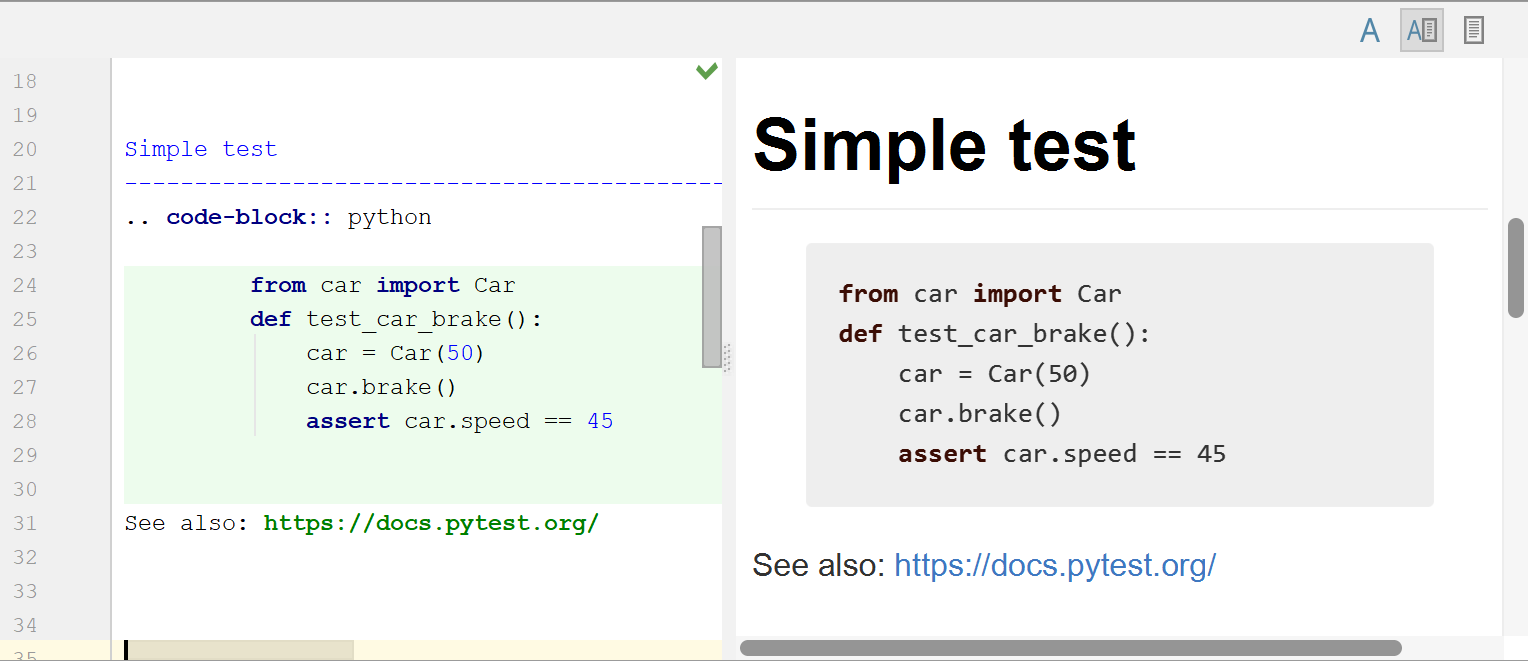 A
A
18
19
20 Simple test
21 -------------------------------------------
22 .. code-block:: python
23
24 from car import Car
25 def test_car_brake():
26 car = Car(50)
27 car.brake()
28 assert car.speed == 45
29
30
31 See also: https://docs.pytest.org/
32
33
34
35
Simple test
from car import Car
def test_car_brake():
    car = Car(50)
    car.brake()
    assert car.speed == 45
See also: https://docs.pytest.org/